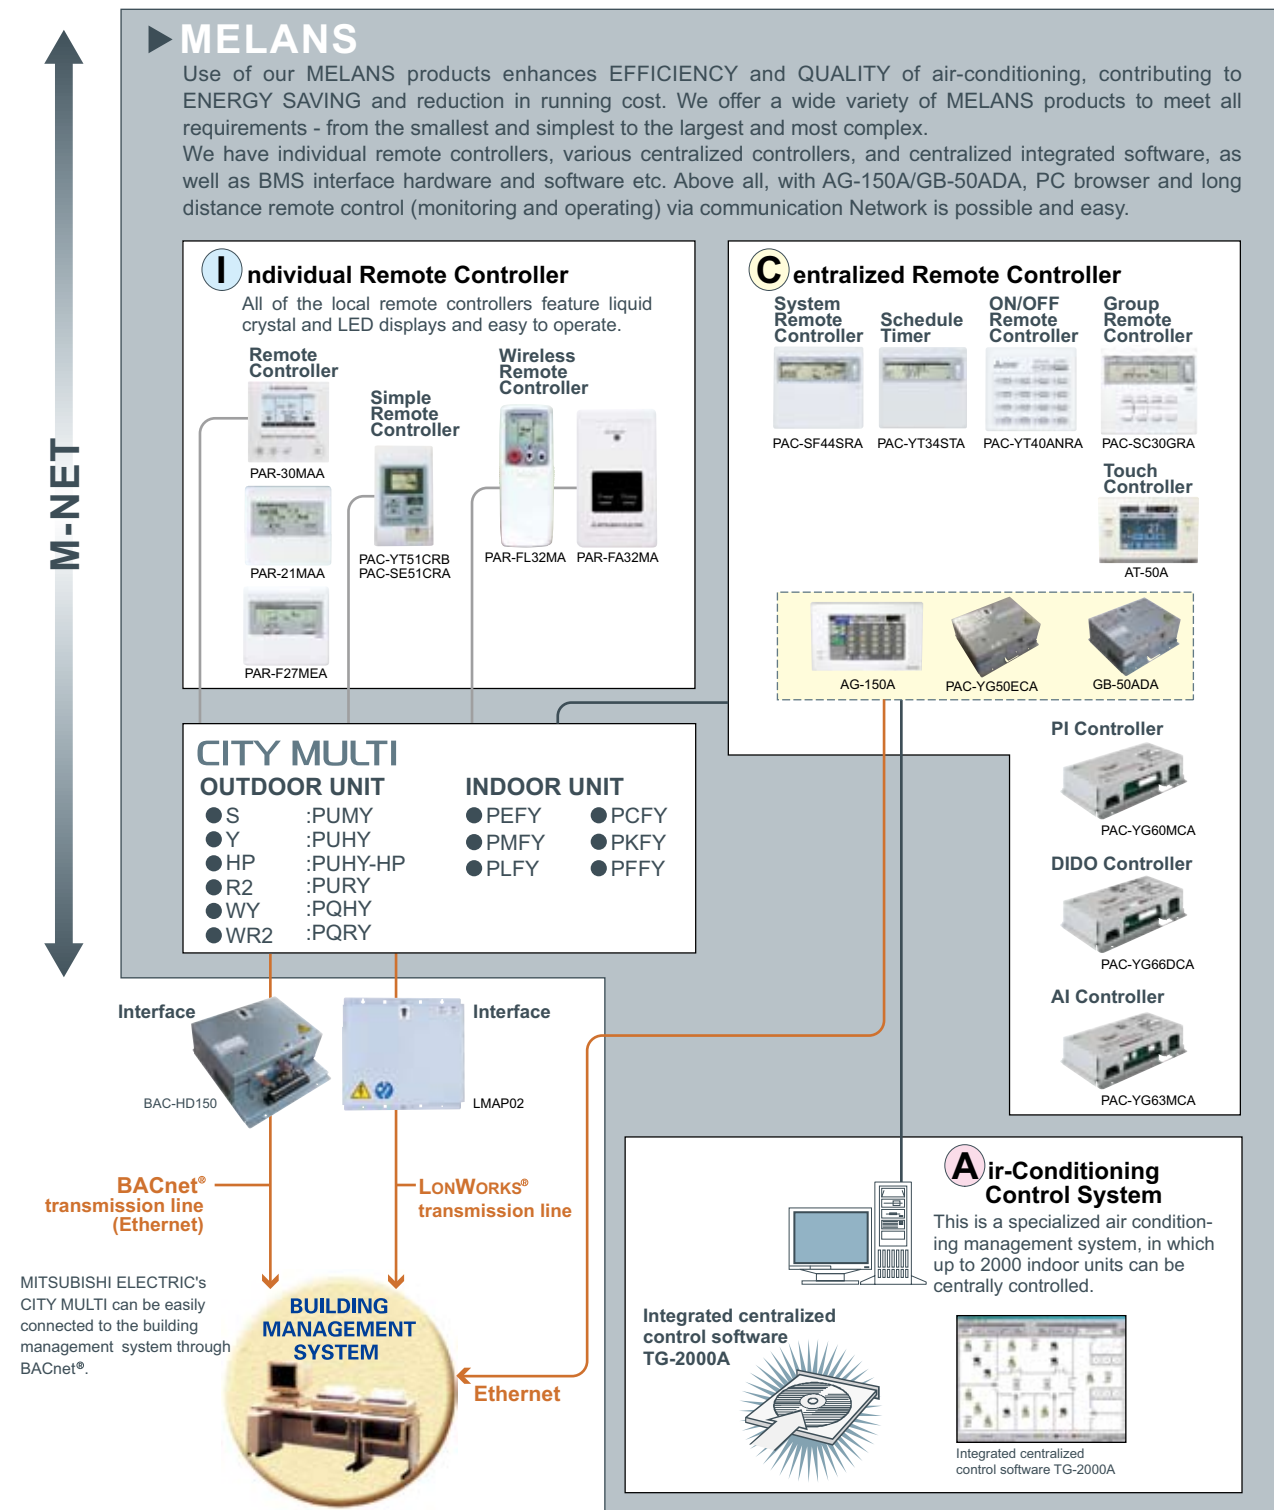 MELANS
Use of our MELANS products enhances EFFICIENCY and QUALITY of air-conditioning, contributing to
ENERGY SAVING and reduction in running cost. We offer a wide variety of MELANS products to meet all
requirements - from the smallest and simplest to the largest and most complex.
We have individual remote controllers, various centralized controllers, and centralized integrated software, as
well as BMS interface hardware and software etc. Above all, with AG-150A/GB-50ADA, PC browser and long
distance remote control (monitoring and operating) via communication Network is possible and easy.
M-NET
Individual Remote Controller
All of the local remote controllers feature liquid
crystal and LED displays and easy to operate.
Remote
Controller
PAR-30MAA
PAR-21MAA
PAR-F27MEA
Simple
Remote
Controller
PAC-YT51CRB
PAC-SE51CRA
Wireless
Remote
Controller
PAR-FL32MA
PAR-FA32MA
Centralized Remote Controller
System
Remote
Controller
PAC-SF44SRA
Schedule
Timer
PAC-YT34STA
ON/OFF
Remote
Controller
PAC-YT40ANRA
Group
Remote
Controller
PAC-SC30GRA
Touch
Controller
AT-50A
AG-150A
PAC-YG50ECA
GB-50ADA
PI Controller
PAC-YG60MCA
DIDO Controller
PAC-YG66DCA
AI Controller
PAC-YG63MCA
CITY MULTI
OUTDOOR UNIT
●S :PUMY
●Y :PUHY
●HP :PUHY-HP
●R2 :PURY
●WY :PQHY
●WR2 :PQRY
INDOOR UNIT
●PEFY ●PCFY
●PMFY ●PKFY
●PLFY ●PFFY
Interface
BAC-HD150
Interface
LMAP02
BACnet®
transmission line
(Ethernet)
LONWORKS®
transmission line
MITSUBISHI ELECTRIC's
CITY MULTI can be easily
connected to the building
management system through
BACnet®.
BUILDING
MANAGEMENT
SYSTEM
Ethernet
Air-Conditioning
Control System
This is a specialized air condition-
ing management system, in which
up to 2000 indoor units can be
centrally controlled.
Integrated centralized
control software
TG-2000A
Integrated centralized
control software TG-2000A